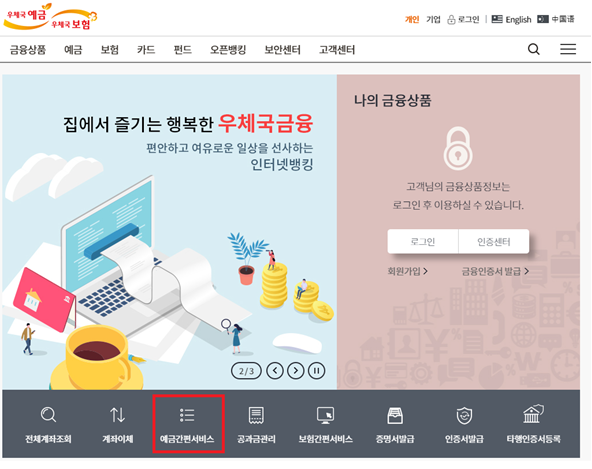 우체국 예금
우체국 보험
개인 기업 로그인 English 中国语
금융상품 예금 보험 카드 펀드 오픈뱅킹 보안센터 고객센터
집에서 즐기는 행복한 우체국금융
편안하고 여유로운 일상을 선사하는
인터넷뱅킹
2 / 3
나의 금융상품
고객님의 금융상품정보는
로그인 후 이용하실 수 있습니다.
로그인 인증센터
회원가입 금융인증서 발급
전체계좌조회 계좌이체 예금간편서비스 공과금관리 보험간편서비스 증명서발급 인증서발급 타행인증서등록